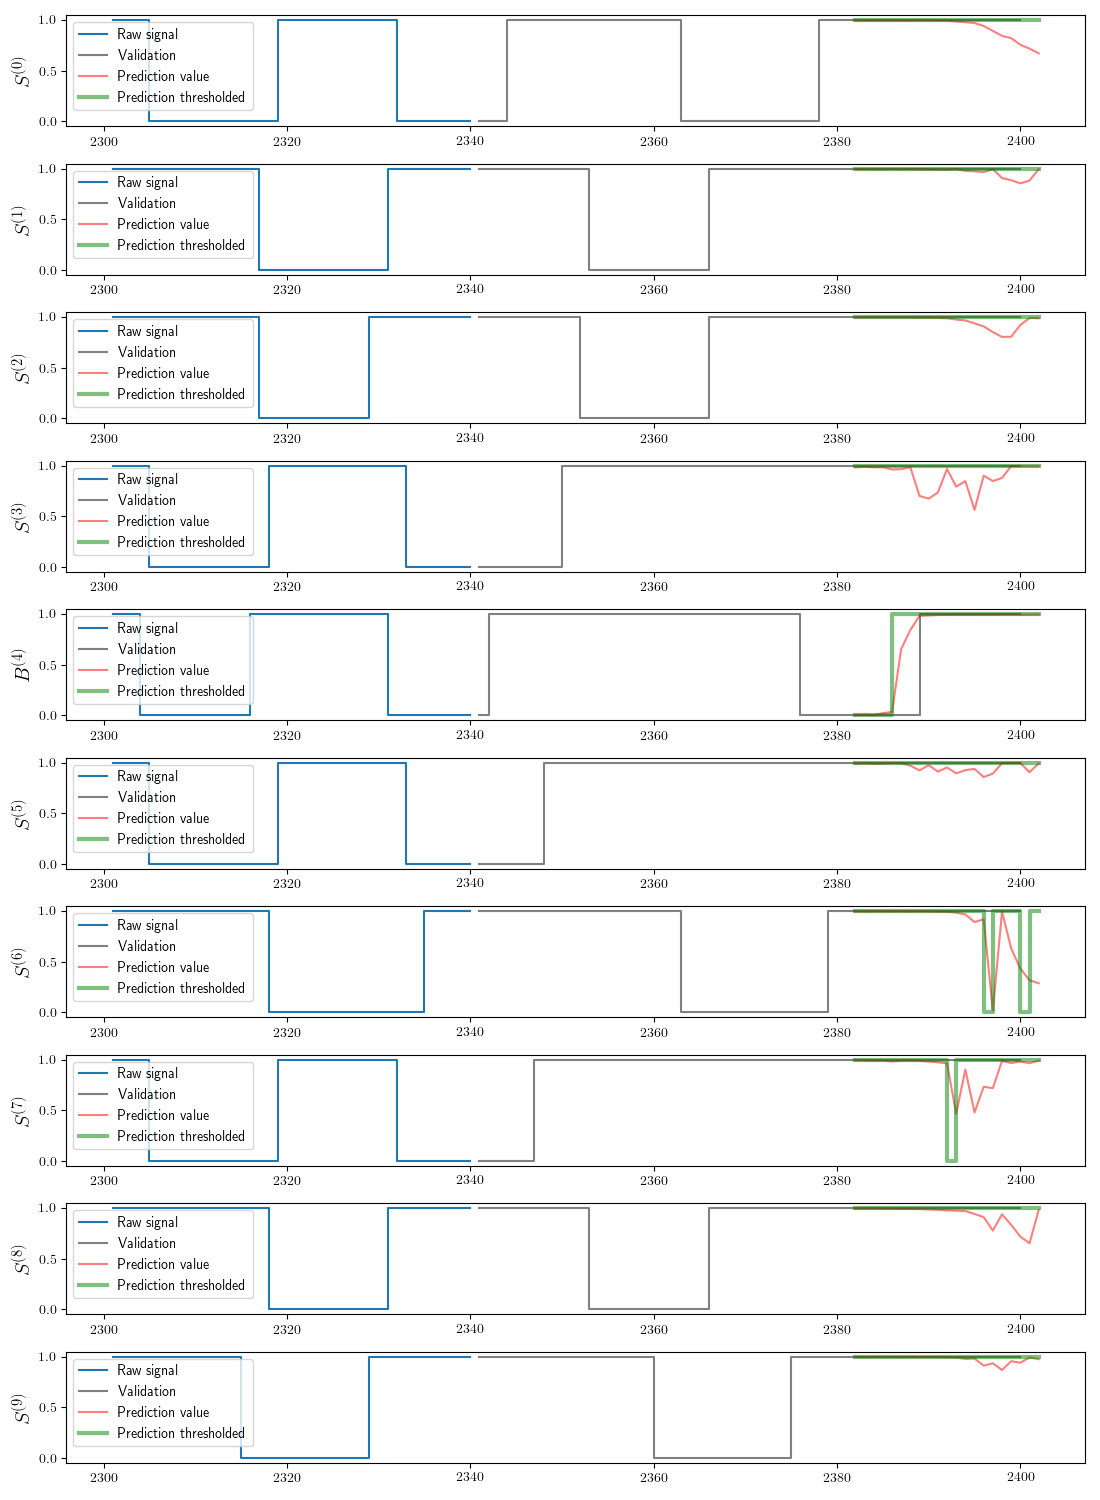 1.0
0.5
0.0
S(0)
Raw signal
Validation
Prediction value
Prediction thresholded
2300 2320 2340 2360 2380 2400
1.0
0.5
0.0
S(1)
Raw signal
Validation
Prediction value
Prediction thresholded
2300 2320 2340 2360 2380 2400
1.0
0.5
0.0
S(2)
Raw signal
Validation
Prediction value
Prediction thresholded
2300 2320 2340 2360 2380 2400
1.0
0.5
0.0
S(3)
Raw signal
Validation
Prediction value
Prediction thresholded
2300 2320 2340 2360 2380 2400
1.0
0.5
0.0
B(4)
Raw signal
Validation
Prediction value
Prediction thresholded
2300 2320 2340 2360 2380 2400
1.0
0.5
0.0
S(5)
Raw signal
Validation
Prediction value
Prediction thresholded
2300 2320 2340 2360 2380 2400
1.0
0.5
0.0
S(6)
Raw signal
Validation
Prediction value
Prediction thresholded
2300 2320 2340 2360 2380 2400
1.0
0.5
0.0
S(7)
Raw signal
Validation
Prediction value
Prediction thresholded
2300 2320 2340 2360 2380 2400
1.0
0.5
0.0
S(8)
Raw signal
Validation
Prediction value
Prediction thresholded
2300 2320 2340 2360 2380 2400
1.0
0.5
0.0
S(9)
Raw signal
Validation
Prediction value
Prediction thresholded
2300 2320 2340 2360 2380 2400